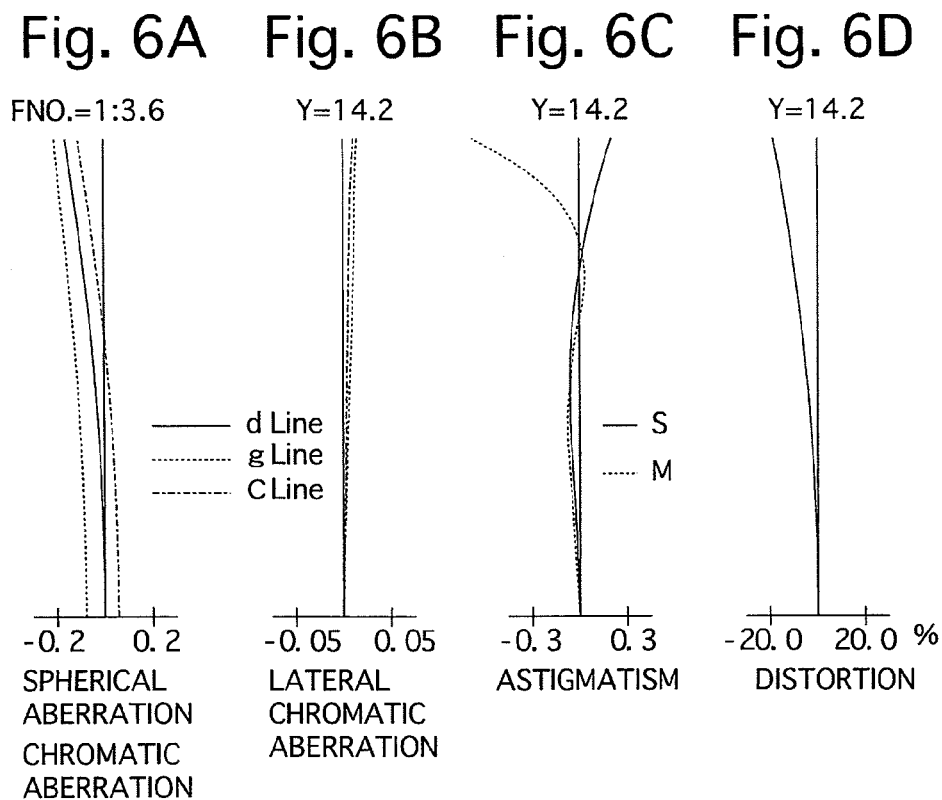 Fig. 6A
Fig. 6B
Fig. 6C
Fig. 6D
FNO.=1:3.6
Y=14.2
Y=14.2
Y=14.2
d Line
g Line
C Line
S
M
-0.2 0.2
-0.05 0.05
-0.3 0.3
-20.0 20.0 %
SPHERICAL
ABERRATION
CHROMATIC
ABERRATION
LATERAL
CHROMATIC
ABERRATION
ASTIGMATISM
DISTORTION